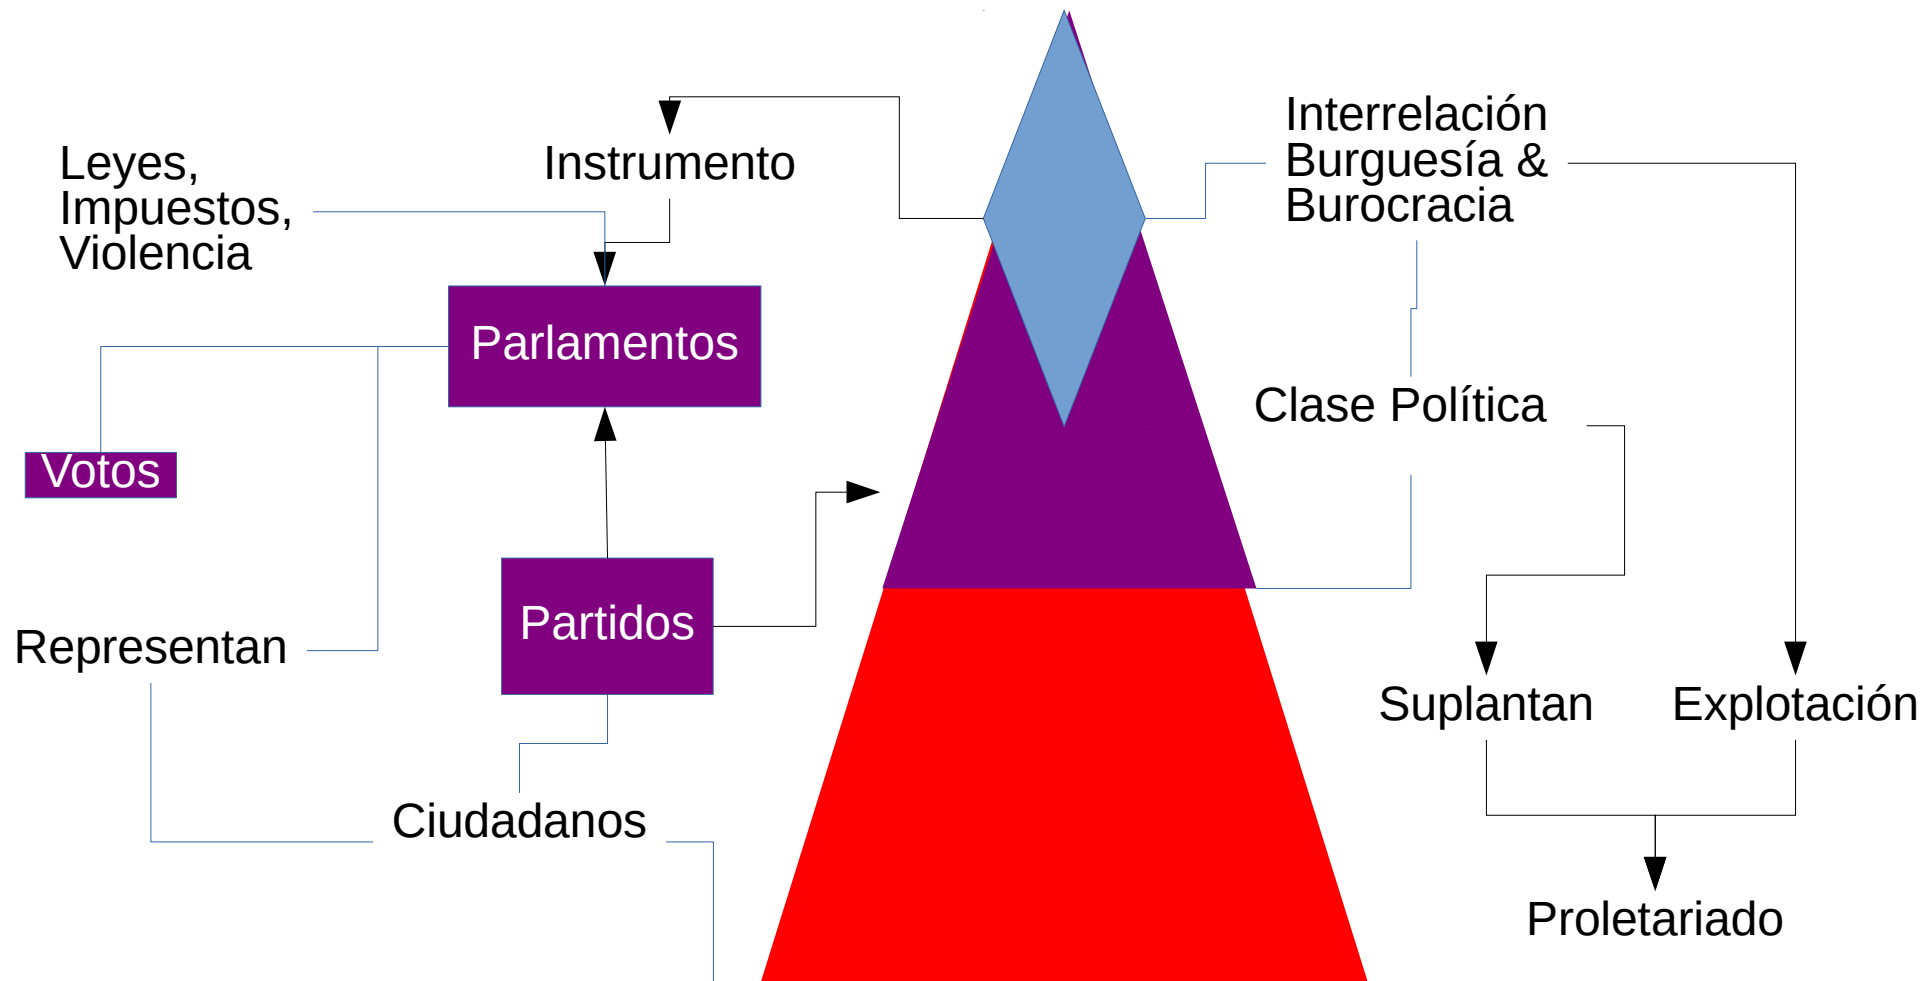 Leyes,
Impuestos,
Violencia
Instrumento
Interrelación
Burguesía &
Burocracia
Parlamentos
Clase Política
Votos
Partidos
Representan
Suplantan
Explotación
Ciudadanos
Proletariado